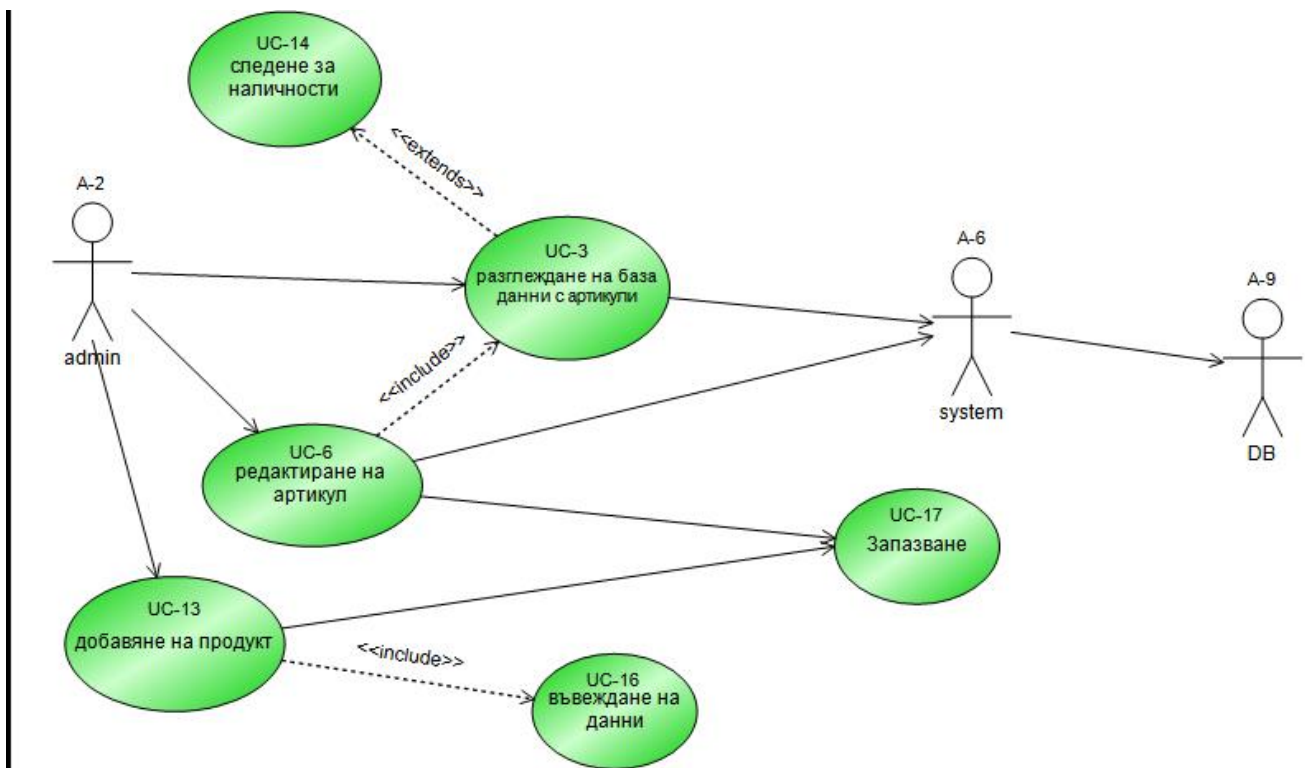 UC-14
следене за
наличности
<<extends>>
A-2
admin
UC-3
разглеждане на база
данни с артикули
A-6
system
A-9
DB
<<include>>
UC-6
редактиране на
артикул
UC-17
Запазване
UC-13
добавяне на продукт
<<include>>
UC-16
въвеждане на
данни